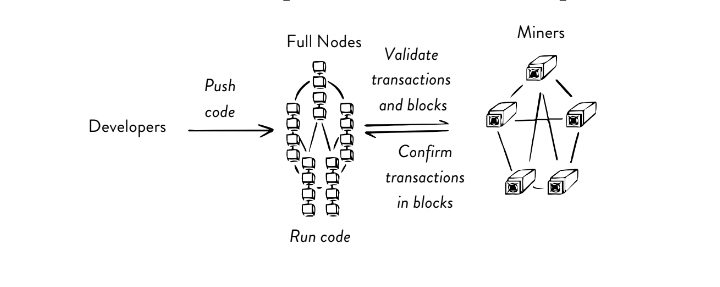 Full Nodes
Miners
Validate
transactions
and blocks
Push
code
Developers
Confirm
transactions
in blocks
Run code